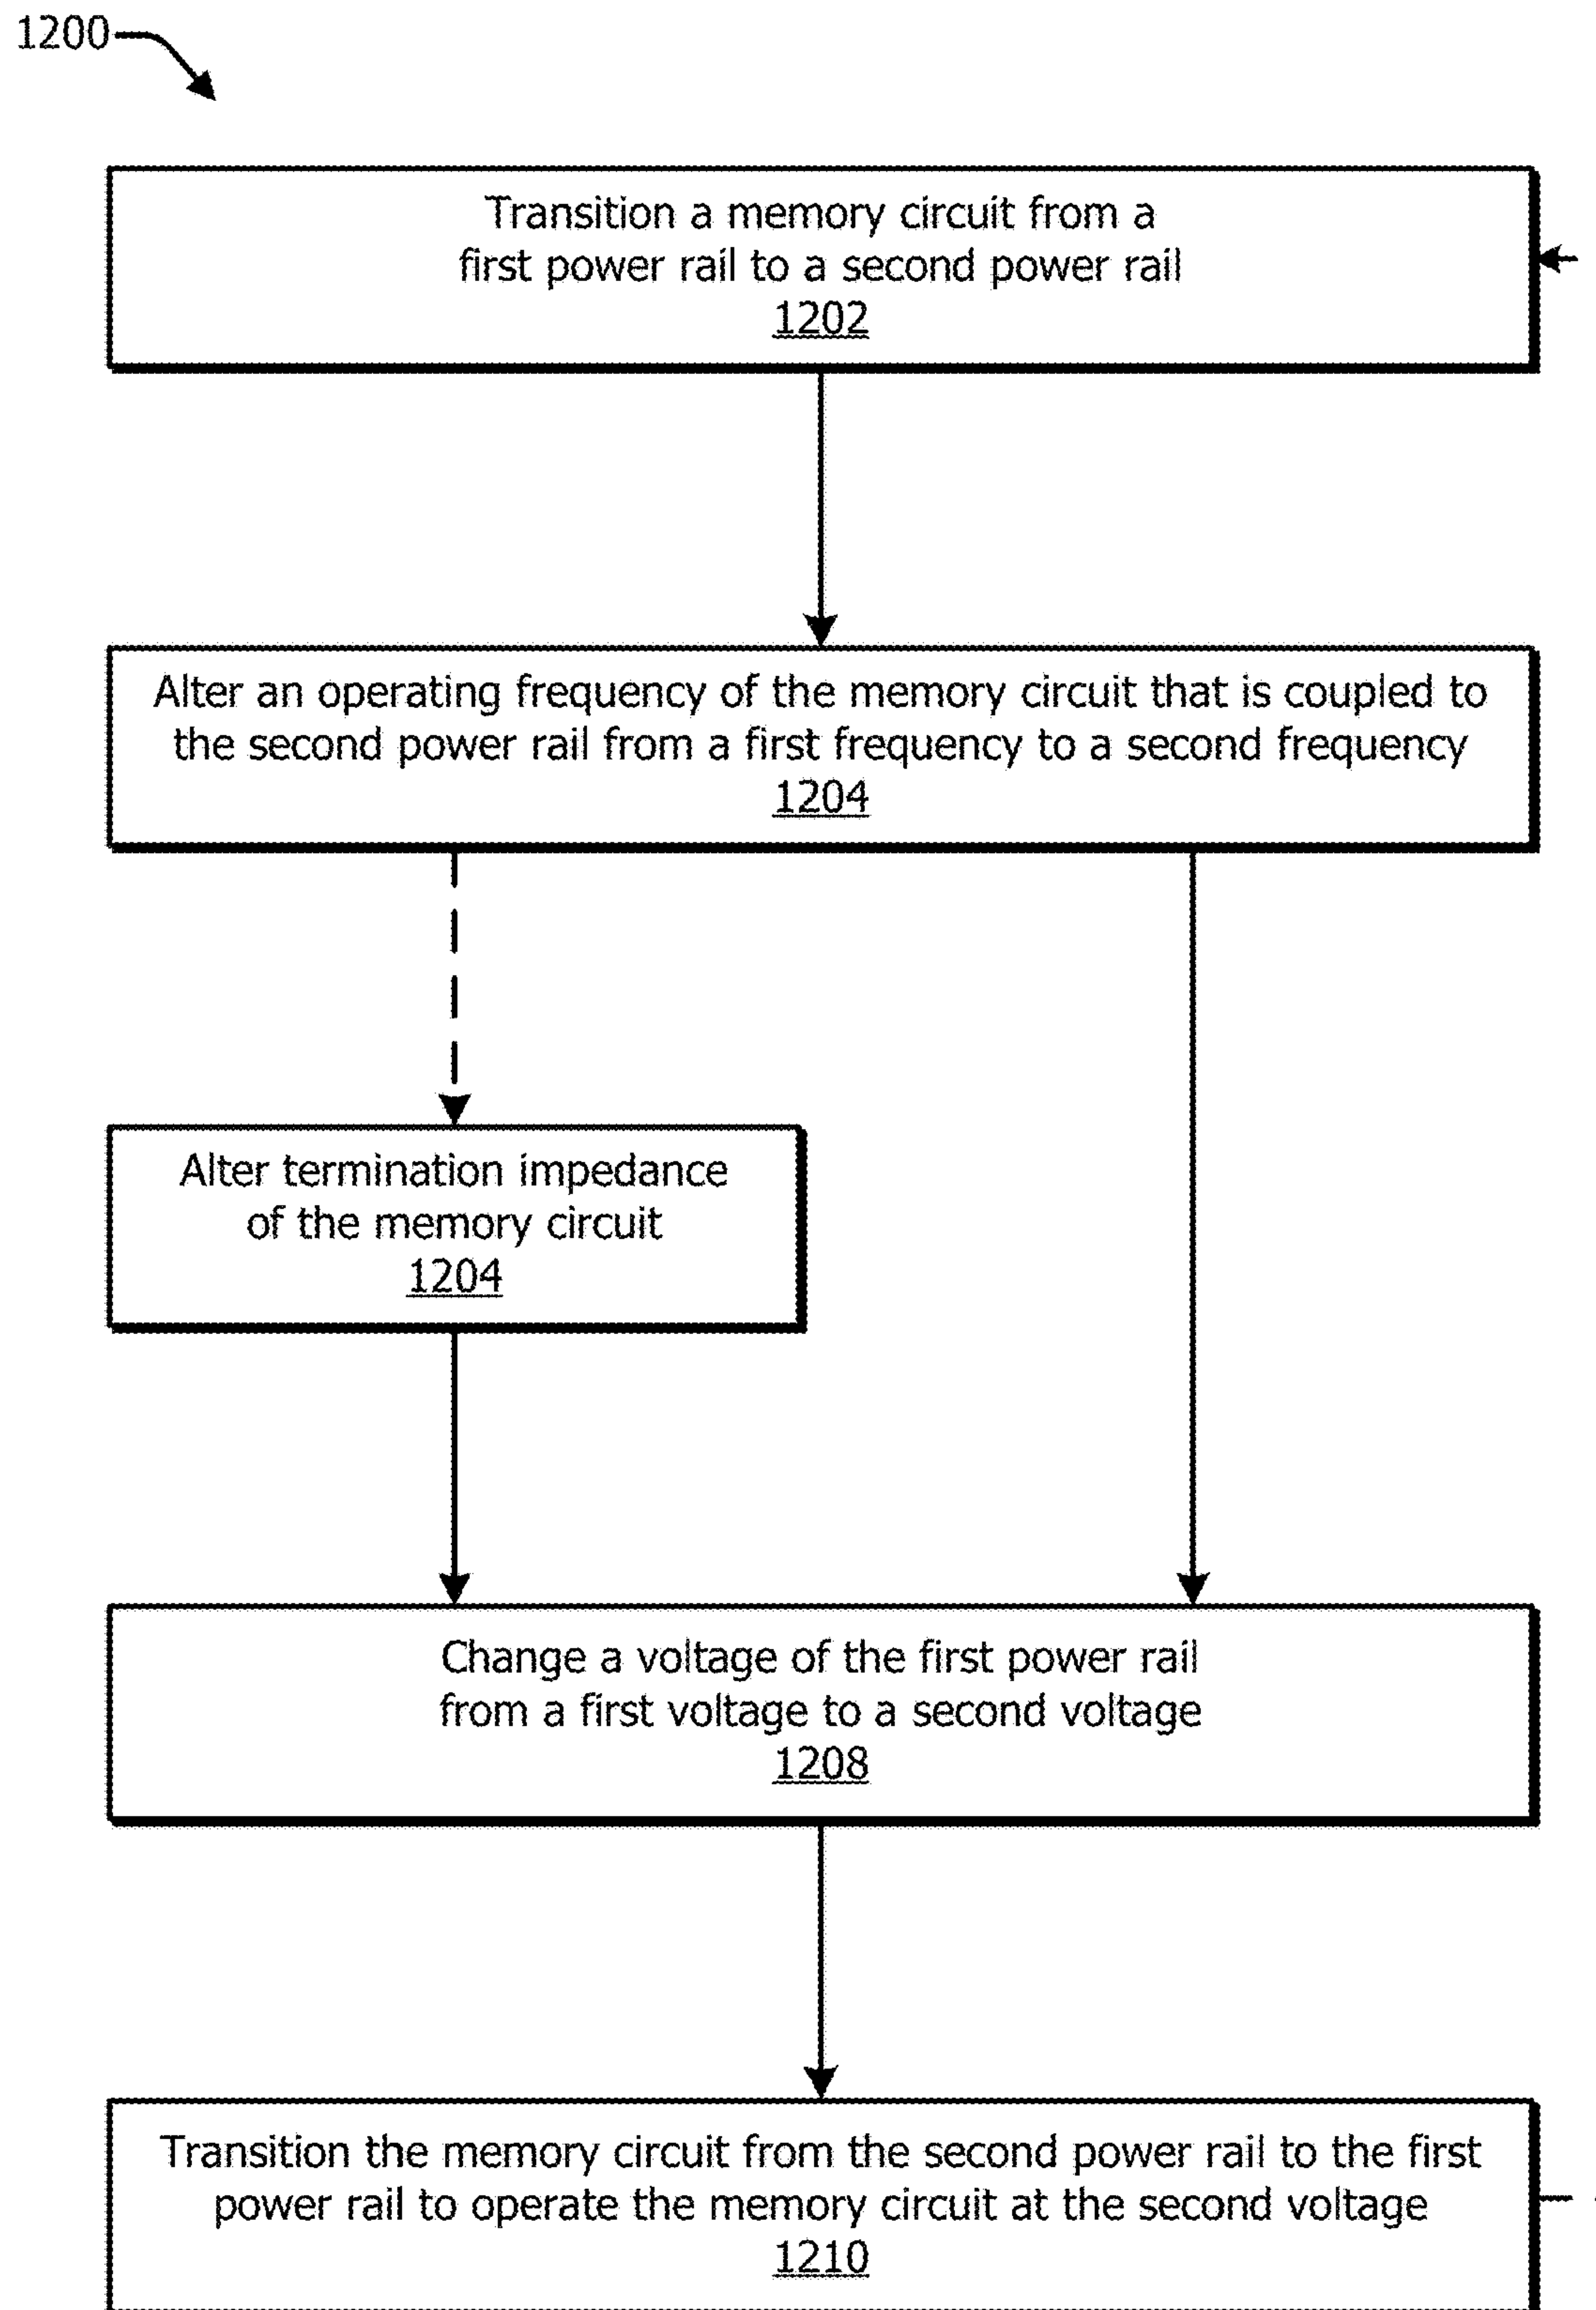 1200
Transition a memory circuit from a
first power rail to a second power rail
1202
Alter an operating frequency of the memory circuit that is coupled to
the second power rail from a first frequency to a second frequency
1204
Alter termination impedance
of the memory circuit
1204
Change a voltage of the first power rail
from a first voltage to a second voltage
1208
Transition the memory circuit from the second power rail to the first
power rail to operate the memory circuit at the second voltage
1210